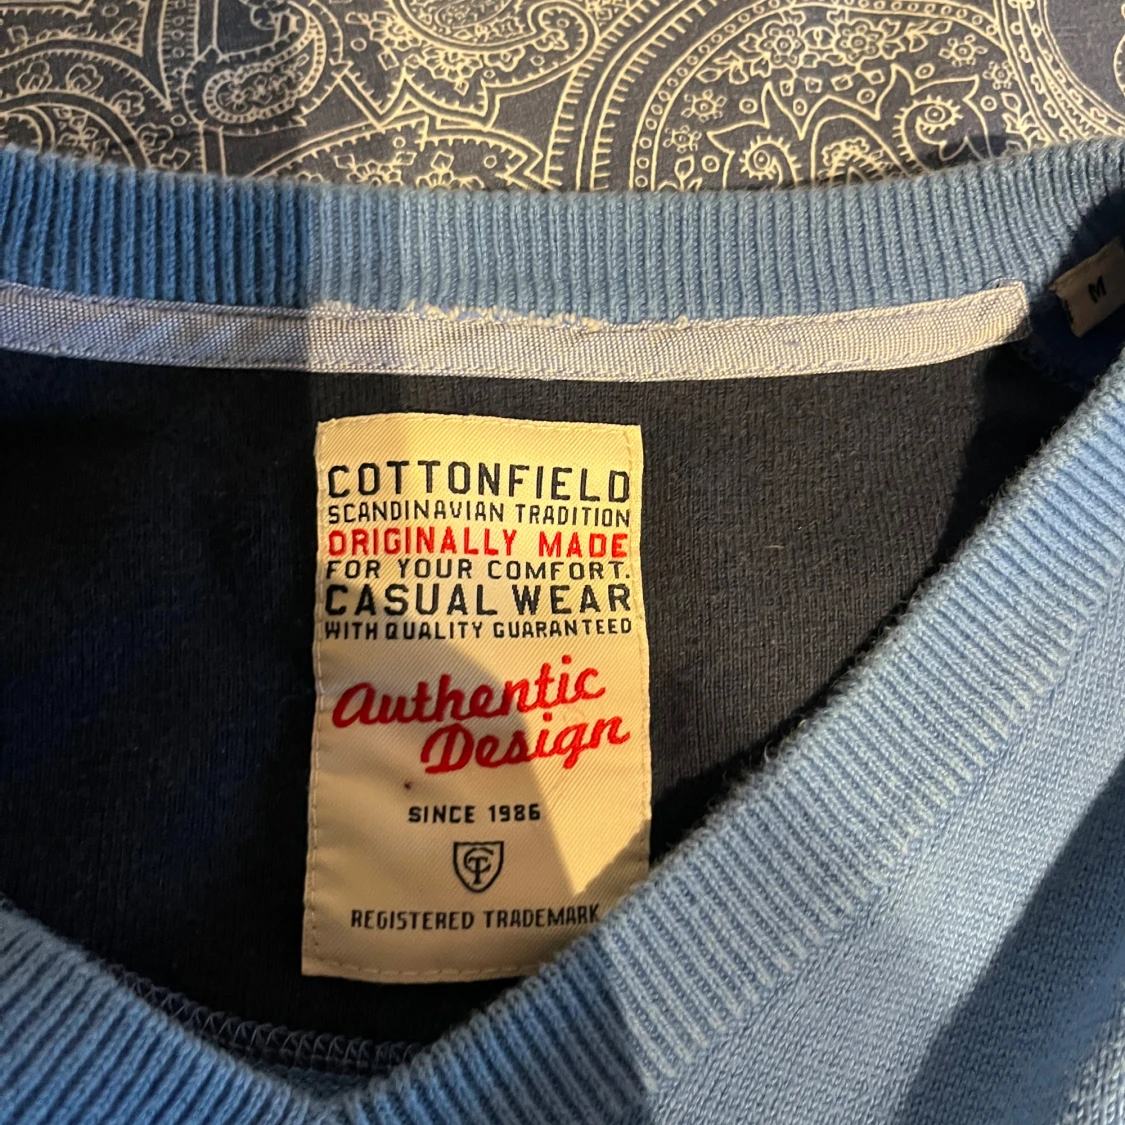 M
COTTONFIELD
SCANDINAVIAN TRADITION
ORIGINALLY MADE
FOR YOUR COMFORT.
CASUAL WEAR
WITH QUALITY GUARANTEED
Authentic
Design
SINCE 1986
CT
REGISTERED TRADEMARK